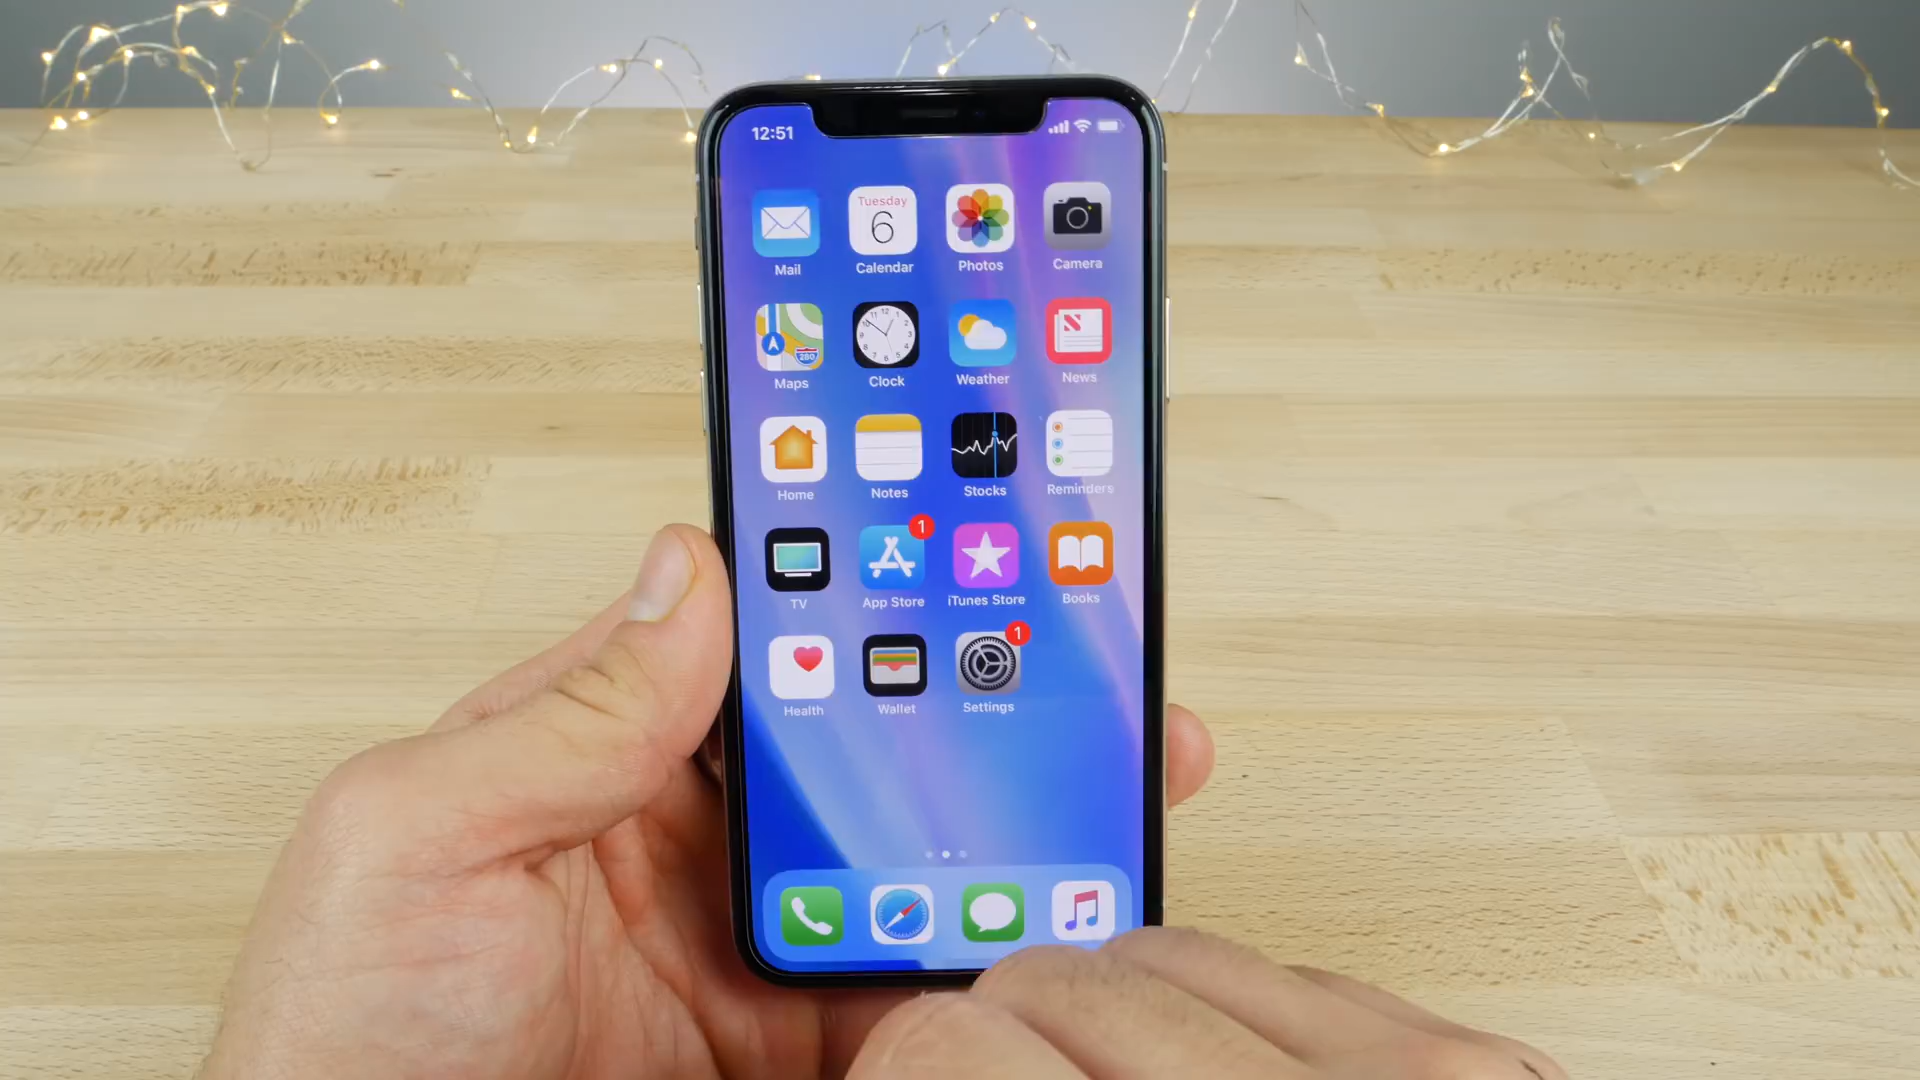 12:51
Tuesday
6
Mail
Calendar
Photos
Camera
280
Maps
Clock
Weather
News
Home
Notes
Stocks
Reminders
1
TV
App Store
iTunes Store
Books
1
Health
Wallet
Settings